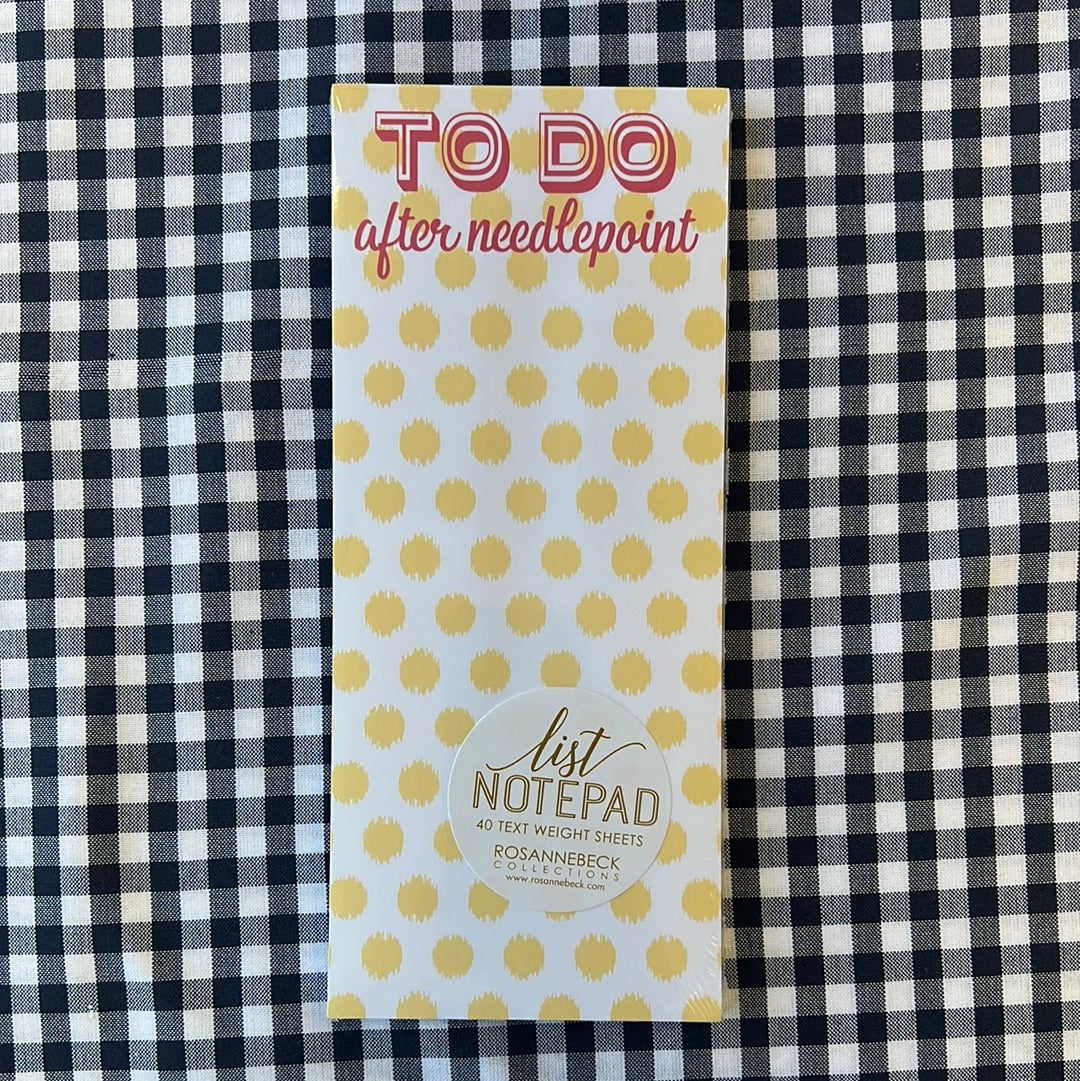 TO DO
after needlepoint
list
NOTEPAD
40 TEXT WEIGHT SHEETS
ROSANNEBECK
COLLECTIONS
www.rosannebeck.com